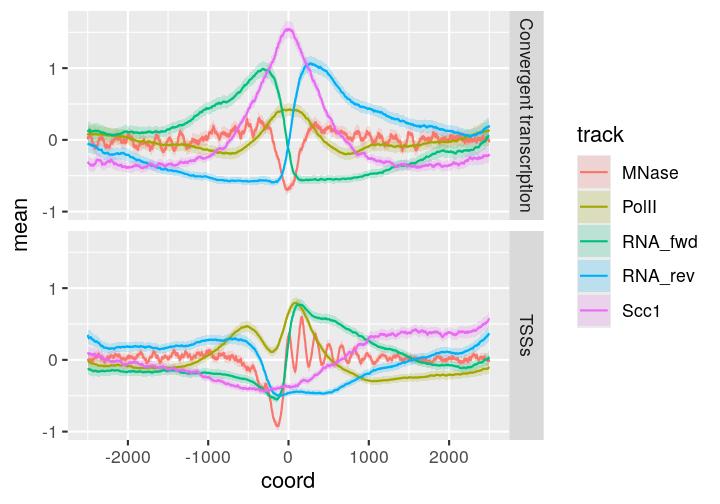 1
0
-1
Convergent transcription
mean
1
0
-1
TSSs
-2000 -1000 0 1000 2000
coord
track
MNase
PolII
RNA_fwd
RNA_rev
Scc1